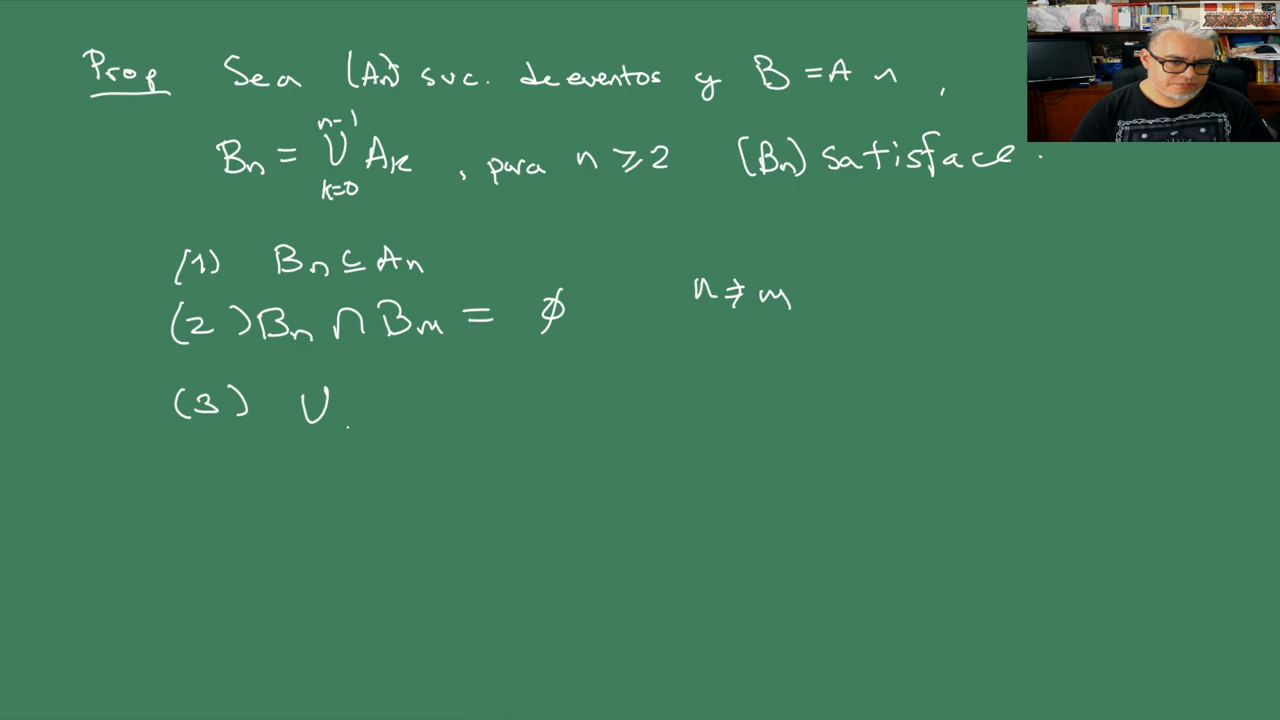 Prop Sea (An) suc. de eventos y B = A n ,
Bn = ⋃_{k=0}^{n-1} Ak , para n ≥ 2 (Bn) satisface.
(1) Bn ⊆ An
(2) Bn ∩ Bm = ∅ n ≠ m
(3) ∪